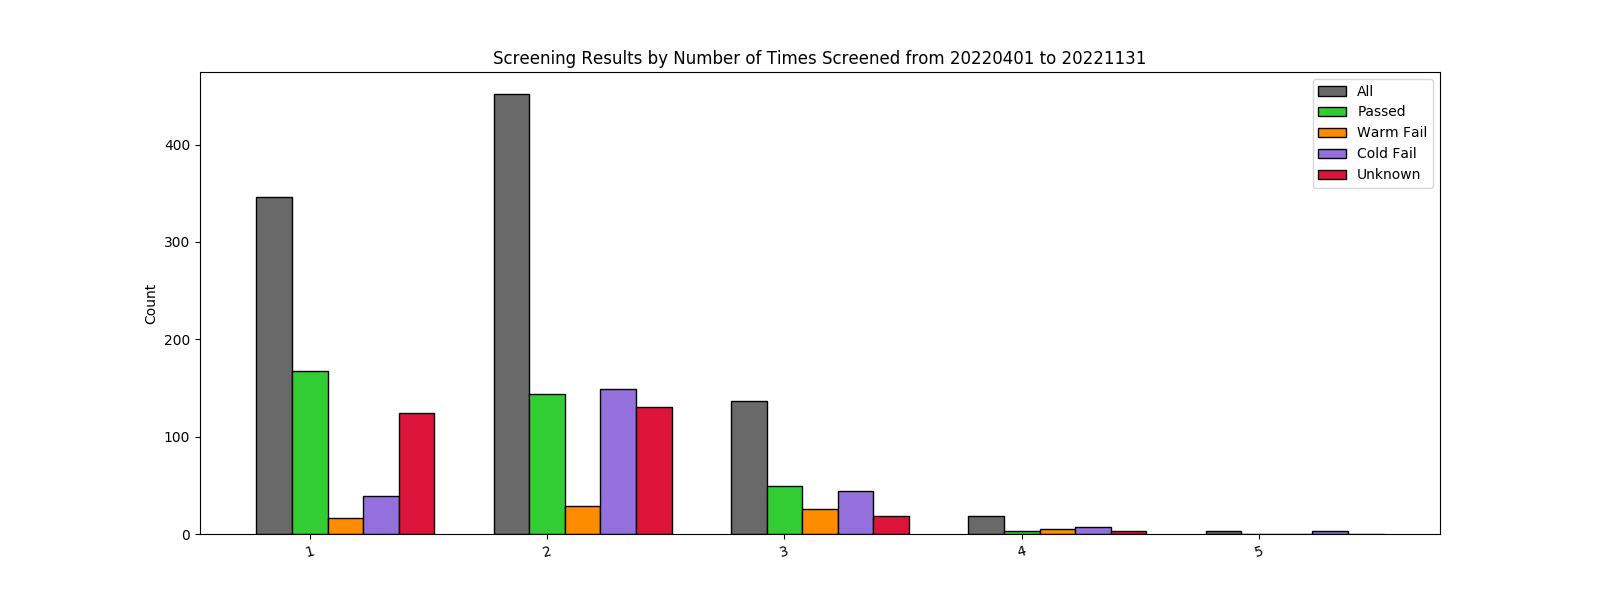 Screening Results by Number of Times Screened from 20220401 to 20221131
All
Passed
Warm Fail
Cold Fail
Unknown
Count
400
300
200
100
0
1
2
3
4
5